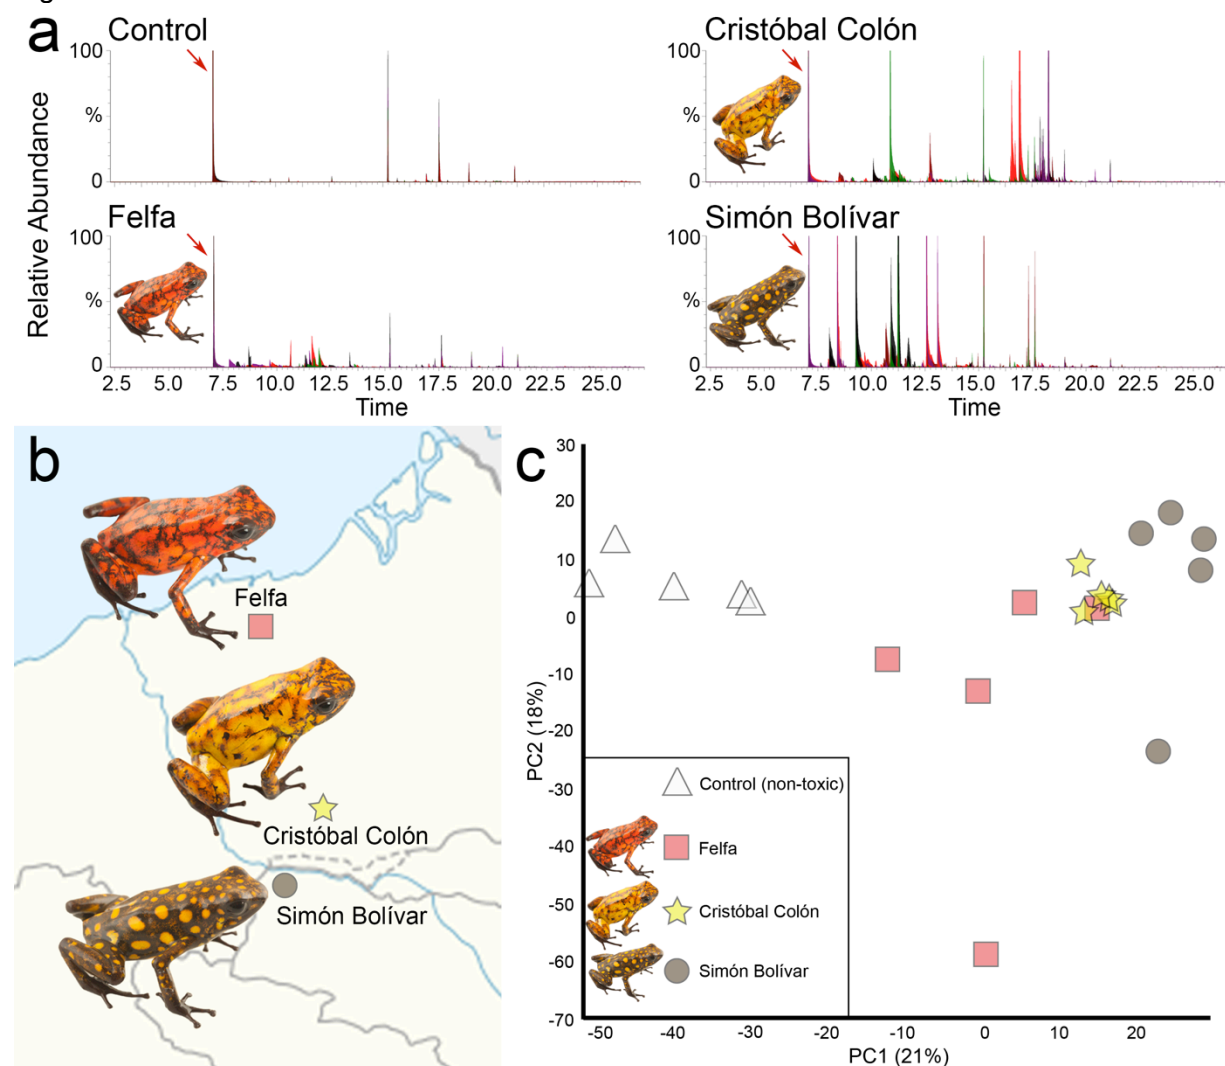 a
Control
100
%
0
Cristóbal Colón
100
%
0
Relative Abundance
Felfa
100
%
0
2.5 5.0 7.5 10.0 12.5 15.0 17.5 20.0 22.5 25.0
Time
Simón Bolívar
100
%
0
2.5 5.0 7.5 10.0 12.5 15.0 17.5 20.0 22.5 25.0
Time
b
Felfa
Cristóbal Colón
Simón Bolívar
c
30
20
10
0
-10
-20
-30
-40
-50
-60
-70
PC2 (18%)
Control (non-toxic)
Felfa
Cristóbal Colón
Simón Bolívar
-50 -40 -30 -20 -10 0 10 20
PC1 (21%)